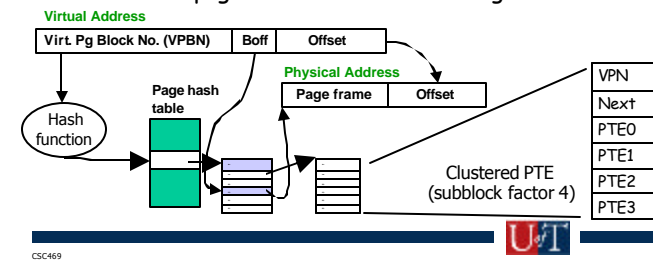 Virtual Address
Virt. Pg Block No. (VPBN) Boff Offset
Physical Address
Page frame Offset
Page hash
table
Hash
function
Clustered PTE
(subblock factor 4)
VPN
Next
PTE0
PTE1
PTE2
PTE3
U of T
CSC469